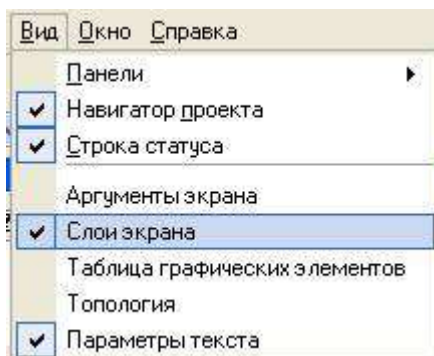 Вид Окно Справка
Панели
Навигатор проекта
Строка статуса
Аргументы экрана
Слои экрана
Таблица графических элементов
Топология
Параметры текста